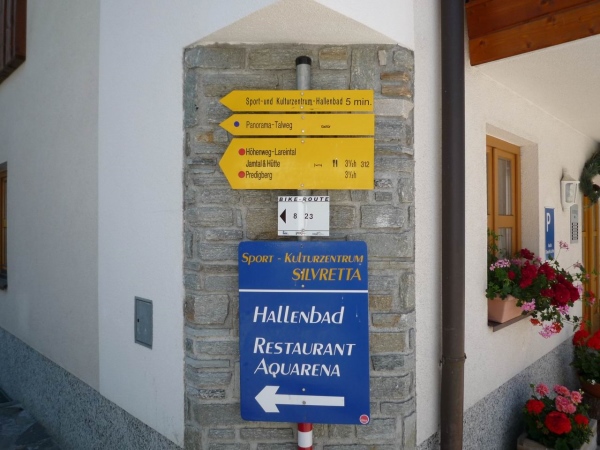 Sport-und Kulturzentrum-Hallenbad 5 min.
Panorama-Talweg
Höhenweg-Lareintal
Jamtal & Hütte 3½h 312
Predigberg 3½h
BIKE-ROUTE
8 23
SPORT - KULTURZENTRUM
SILVRETTA
HALLENBAD
RESTAURANT
AQUARENA
P